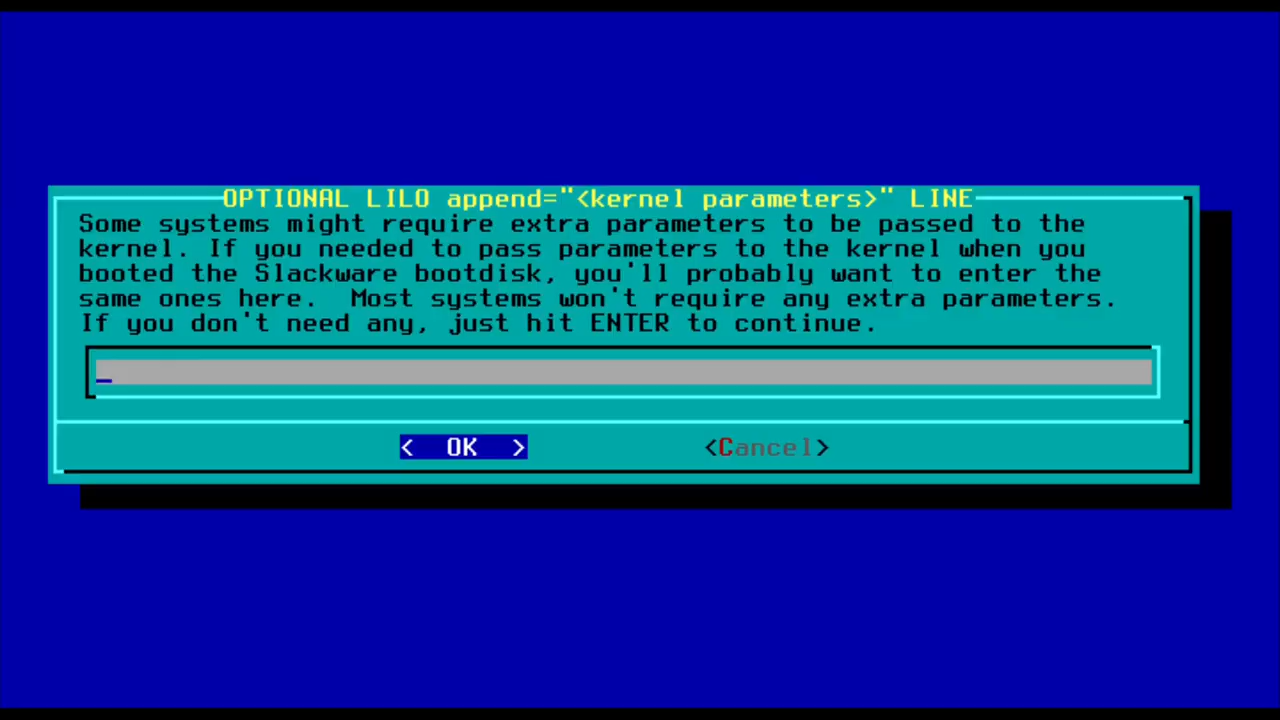 OPTIONAL LILO append="<kernel parameters>" LINE
Some systems might require extra parameters to be passed to the
kernel. If you needed to pass parameters to the kernel when you
booted the Slackware bootdisk, you'll probably want to enter the
same ones here.  Most systems won't require any extra parameters.
If you don't need any, just hit ENTER to continue.
<  OK  > <Cancel>